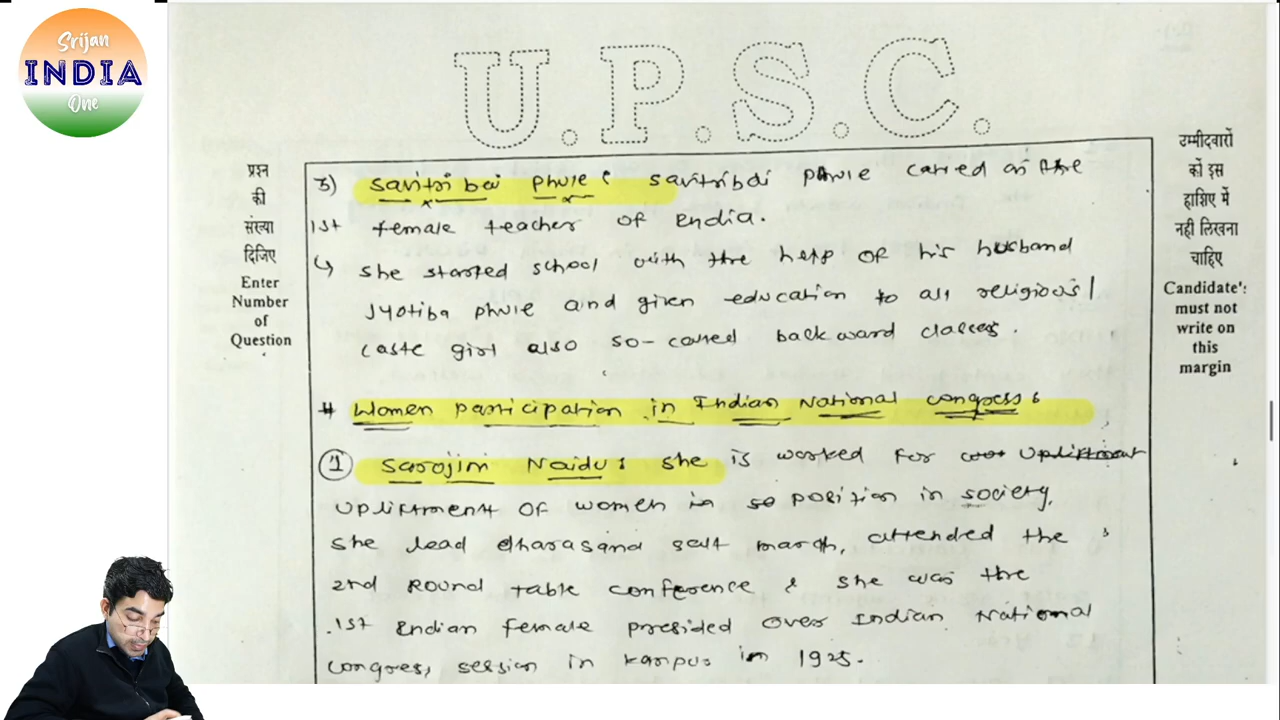 Srijan
INDIA
One
U.P.S.C.
प्रश्न
की
संख्या
दिजिए
Enter
Number
of
Question
उम्मीदवारों
को इस
हाशिए में
नही लिखना
चाहिए
Candidate's
must not
write on
this
margin
3) Savitri bai phule : savitribai phule called as the
1st female teacher of India.
↳ she started school with the help of his husband
Jyotiba phule and given education to all religious/
caste girl also so-called backward classes.
# Women participation in Indian National congress :
① Sarojini Naidu : she is worked for upliftment
upliftment of women in position in society,
she lead dharasana salt march, attended the
2nd Round table conference & she was the
1st Indian female presided over Indian National
congress, session in kanpur in 1925.